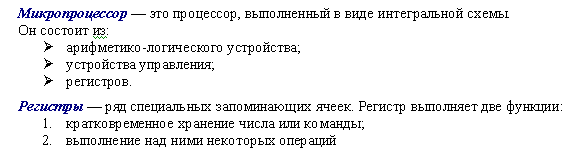 Микропроцессор — это процессор, выполненный в виде интегральной схемы.
Он состоит из:
➢ арифметико-логического устройства;
➢ устройства управления;
➢ регистров.
Регистры — ряд специальных запоминающих ячеек. Регистр выполняет две функции:
1. кратковременное хранение числа или команды;
2. выполнение над ними некоторых операций